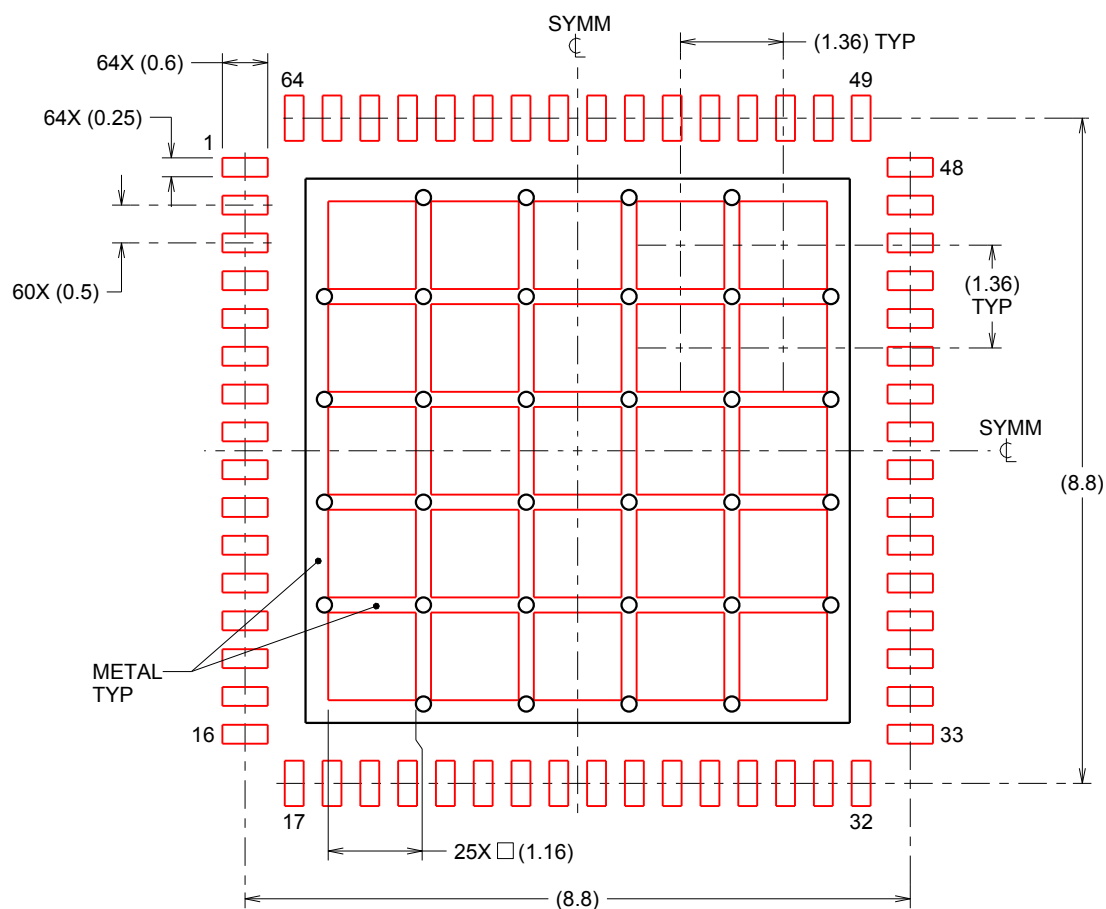 SYMM
℄
(1.36) TYP
64X (0.6)
64
49
64X (0.25)
1
48
60X (0.5)
(1.36)
TYP
SYMM
℄
(8.8)
METAL
TYP
16
33
17
32
25X □ (1.16)
(8.8)